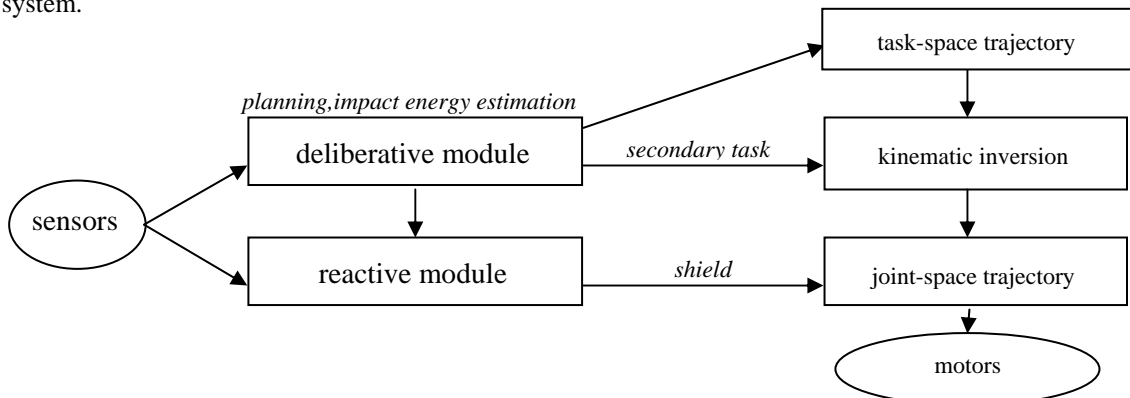 system.
task-space trajectory
planning,impact energy estimation
deliberative module
secondary task
kinematic inversion
sensors
reactive module
shield
joint-space trajectory
motors